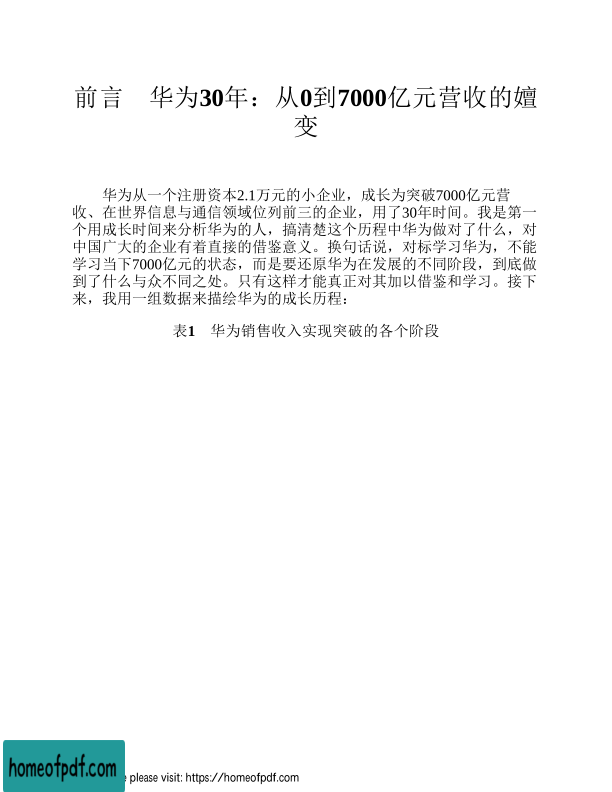 前言　华为30年：从0到7000亿元营收的嬗
变
华为从一个注册资本2.1万元的小企业，成长为突破7000亿元营
收、在世界信息与通信领域位列前三的企业，用了30年时间。我是第一
个用成长时间来分析华为的人，搞清楚这个历程中华为做对了什么，对
中国广大的企业有着直接的借鉴意义。换句话说，对标学习华为，不能
学习当下7000亿元的状态，而是要还原华为在发展的不同阶段，到底做
到了什么与众不同之处。只有这样才能真正对其加以借鉴和学习。接下
来，我用一组数据来描绘华为的成长历程：
表1　华为销售收入实现突破的各个阶段
homeofpdf.com
e please visit: https://homeofpdf.com